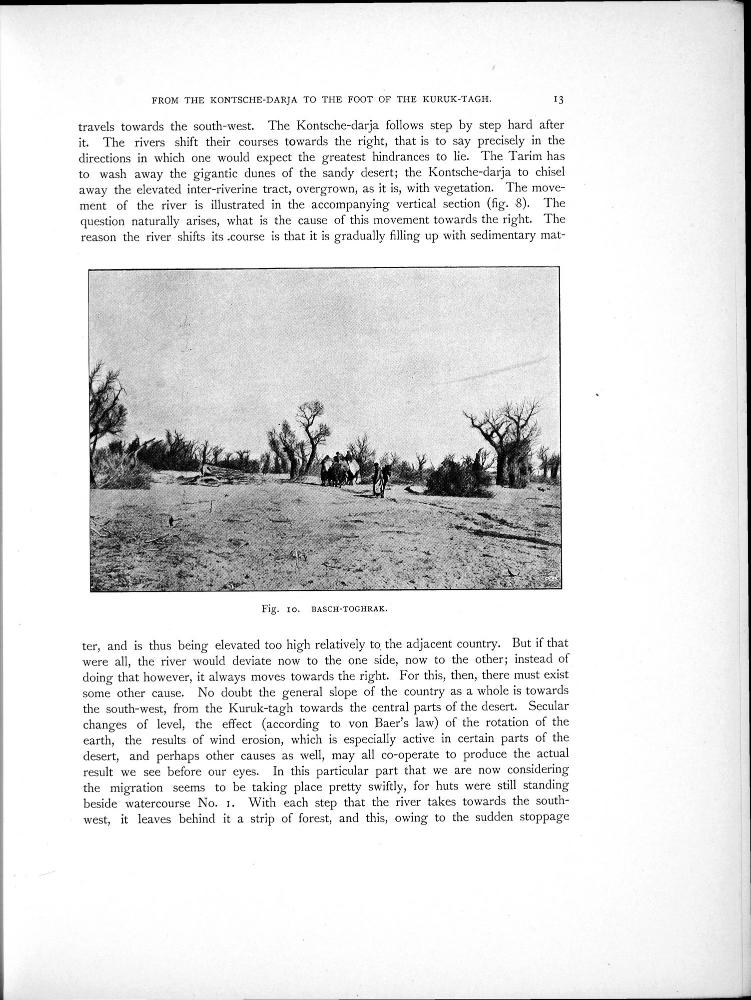 FROM THE KONTSCHE-DARJA TO THE FOOT OF THE KURUK-TAGH. 13
travels towards the south-west. The Kontsche-darja follows step by step hard after
it. The rivers shift their courses towards the right, that is to say precisely in the
directions in which one would expect the greatest hindrances to lie. The Tarim has
to wash away the gigantic dunes of the sandy desert; the Kontsche-darja to chisel
away the elevated inter-riverine tract, overgrown, as it is, with vegetation. The move-
ment of the river is illustrated in the accompanying vertical section (fig. 8). The
question naturally arises, what is the cause of this movement towards the right. The
reason the river shifts its .course is that it is gradually filling up with sedimentary mat-
Fig. 10. BASCH-TOGHRAK.
ter, and is thus being elevated too high relatively to the adjacent country. But if that
were all, the river would deviate now to the one side, now to the other; instead of
doing that however, it always moves towards the right. For this, then, there must exist
some other cause. No doubt the general slope of the country as a whole is towards
the south-west, from the Kuruk-tagh towards the central parts of the desert. Secular
changes of level, the effect (according to von Baer's law) of the rotation of the
earth, the results of wind erosion, which is especially active in certain parts of the
desert, and perhaps other causes as well, may all co-operate to produce the actual
result we see before our eyes. In this particular part that we are now considering
the migration seems to be taking place pretty swiftly, for huts were still standing
beside watercourse No. 1. With each step that the river takes towards the south-
west, it leaves behind it a strip of forest, and this, owing to the sudden stoppage